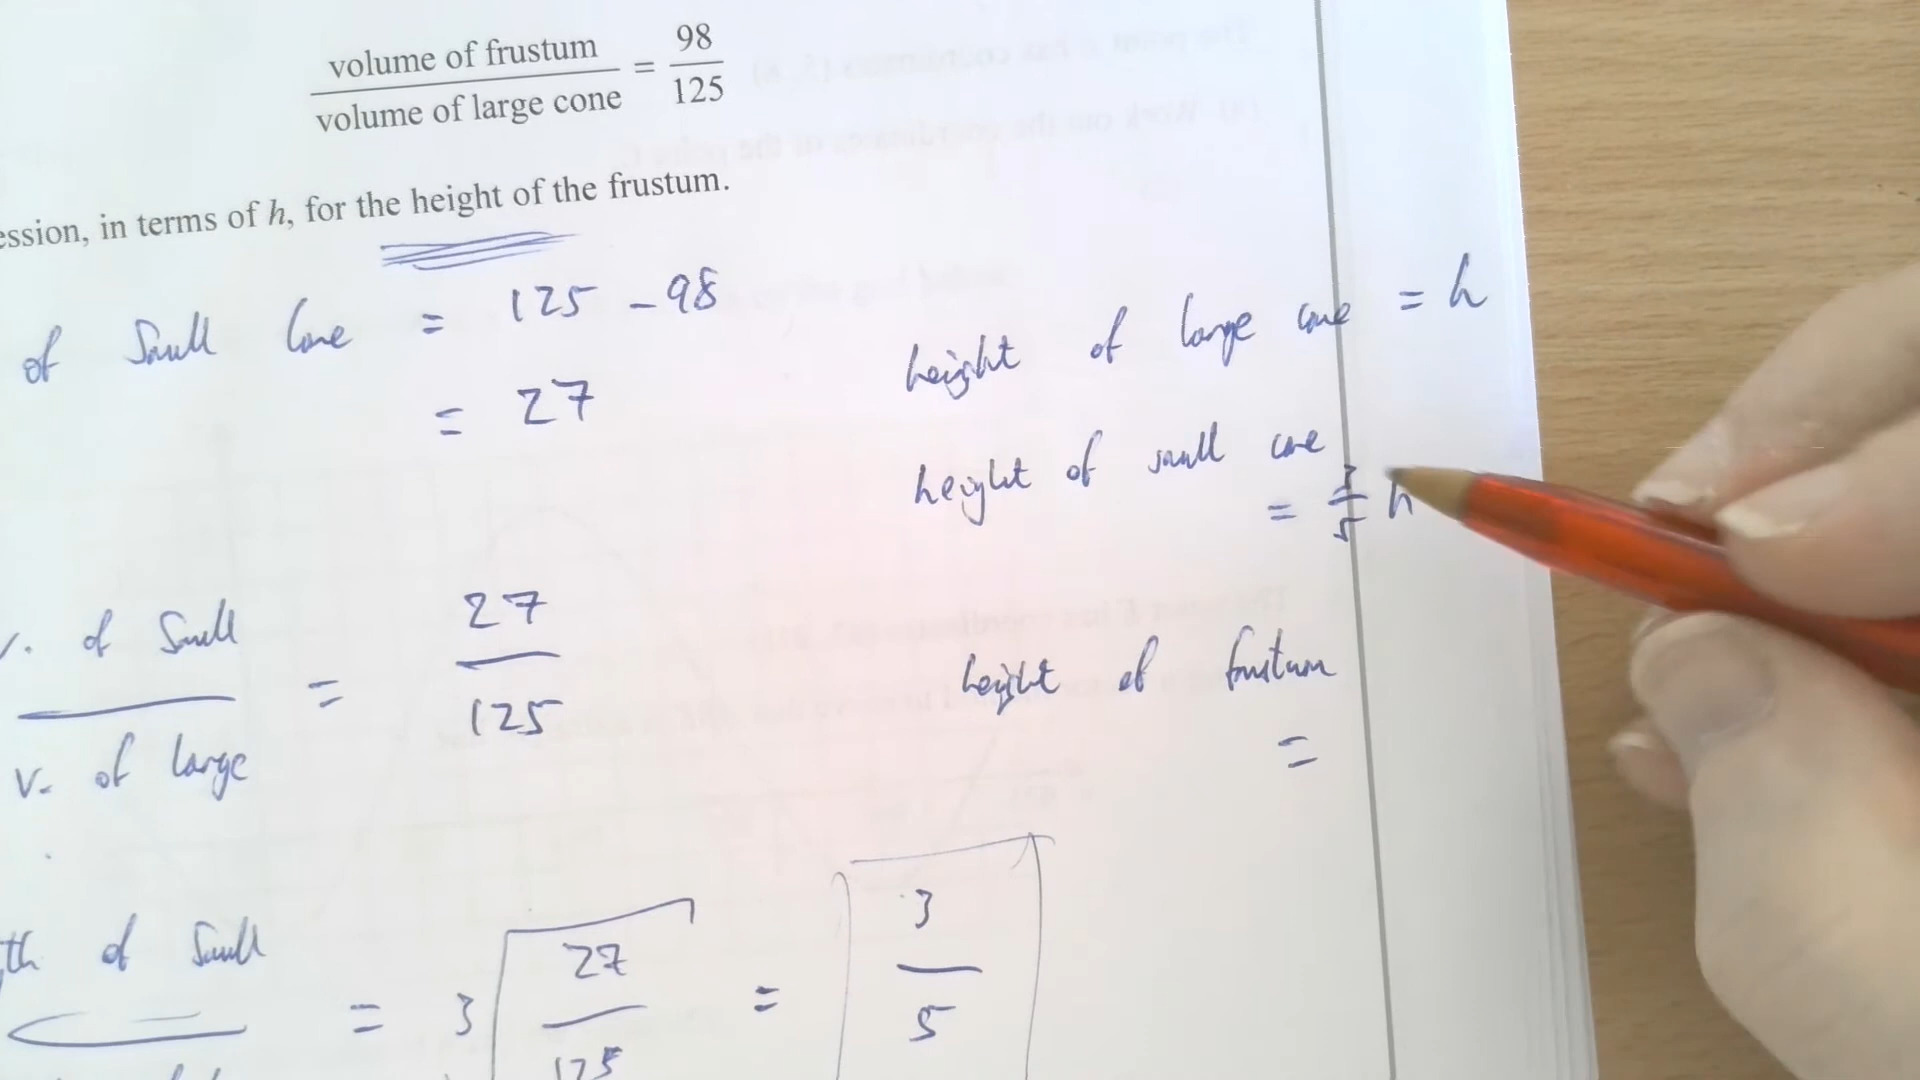 volume of frustum / volume of large cone = 98 / 125
ession, in terms of h, for the height of the frustum.
of Small Cone = 125 - 98
= 27
height of large cone = h
height of small cone
= 3/5 h
V. of Small / V. of large = 27 / 125
height of frustum
=
th of Small = 3√ 27 / 125 = 3 / 5